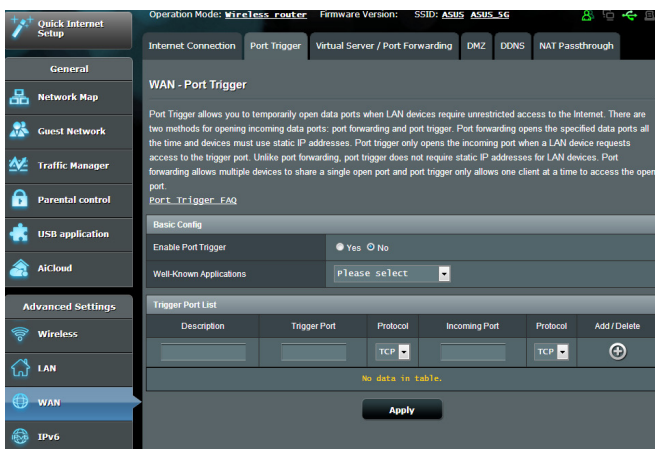 Quick Internet
Setup
Operation Mode: Wireless router Firmware Version: SSID: ASUS ASUS_5G
Internet Connection Port Trigger Virtual Server / Port Forwarding DMZ DDNS NAT Passthrough
General
Network Map
Guest Network
Traffic Manager
Parental control
USB application
AiCloud
Advanced Settings
Wireless
LAN
WAN
IPv6
WAN - Port Trigger
Port Trigger allows you to temporarily open data ports when LAN devices require unrestricted access to the Internet. There are
two methods for opening incoming data ports: port forwarding and port trigger. Port forwarding opens the specified data ports all
the time and devices must use static IP addresses. Port trigger only opens the incoming port when a LAN device requests
access to the trigger port. Unlike port forwarding, port trigger does not require static IP addresses for LAN devices. Port
forwarding allows multiple devices to share a single open port and port trigger only allows one client at a time to access the open
port.
Port Trigger FAQ
Basic Config
Enable Port Trigger Yes No
Well-Known Applications Please select
Trigger Port List
Description Trigger Port Protocol Incoming Port Protocol Add / Delete
TCP TCP
No data in table.
Apply